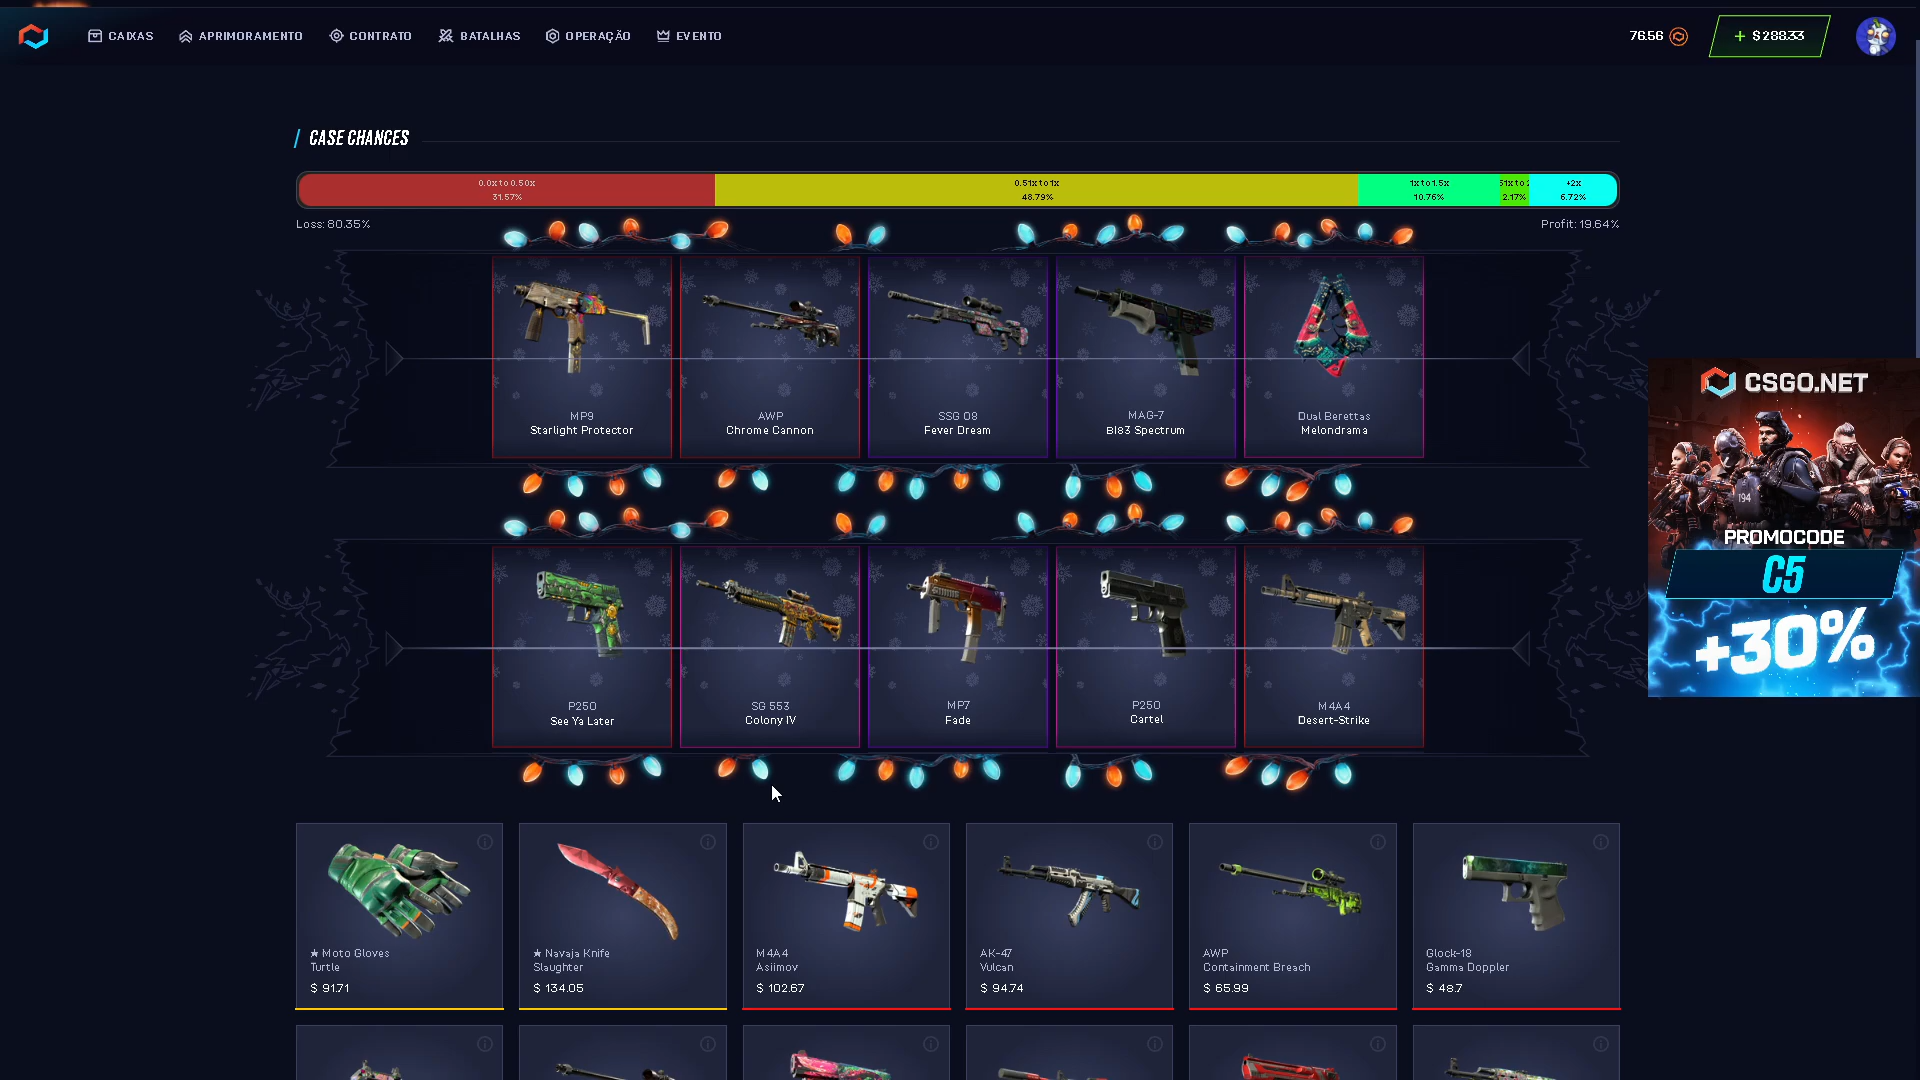 CAIXAS
APRIMORAMENTO
CONTRATO
BATALHAS
OPERAÇÃO
EVENTO
76.56
+ $ 288.33
CASE CHANCES
0.0x to 0.50x
31.57%
0.51x to 1x
48.79%
1x to 1.5x
10.76%
51x to 2
2.17%
+2x
6.72%
Loss: 80.35%
Profit: 19.64%
MP9
Starlight Protector
AWP
Chrome Cannon
SSG 08
Fever Dream
MAG-7
BI83 Spectrum
Dual Berettas
Melondrama
CSGO.NET
194
PROMOCODE
C5
+30%
P250
See Ya Later
SG 553
Colony IV
MP7
Fade
P250
Cartel
M4A4
Desert-Strike
★ Moto Gloves
Turtle
$ 91.71
★ Navaja Knife
Slaughter
$ 134.05
M4A4
Asiimov
$ 102.67
AK-47
Vulcan
$ 94.74
AWP
Containment Breach
$ 65.99
Glock-18
Gamma Doppler
$ 48.7